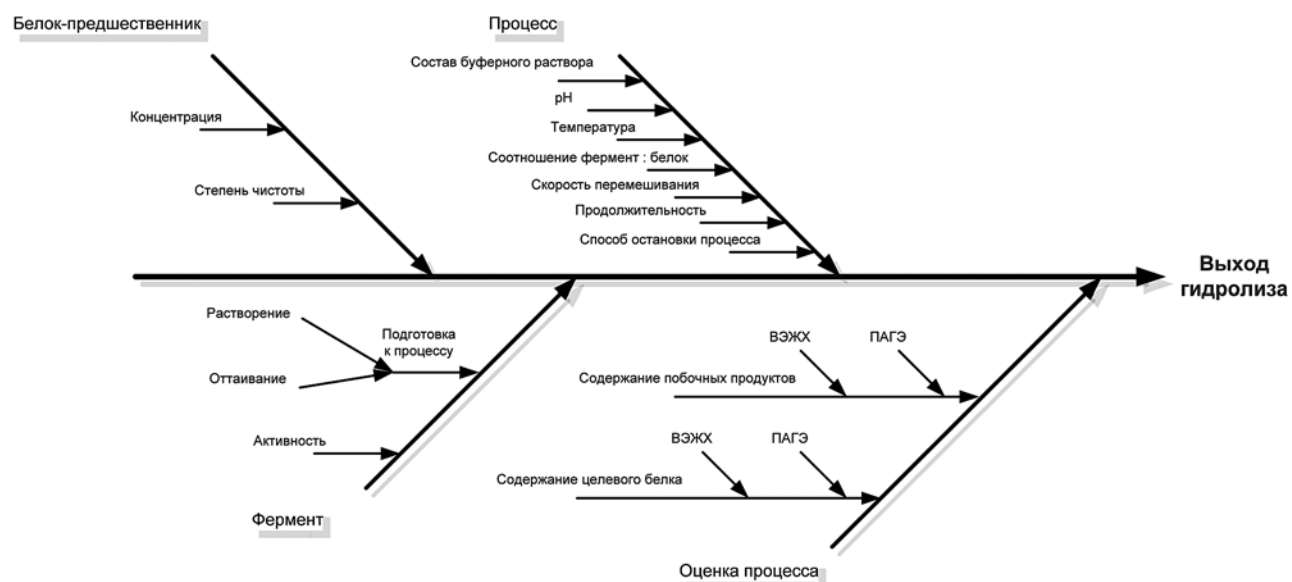 Белок-предшественник
Процесс
Состав буферного раствора
pH
Концентрация
Температура
Соотношение фермент : белок
Степень чистоты
Скорость перемешивания
Продолжительность
Способ остановки процесса
Выход
гидролиза
Растворение
Подготовка
к процессу
ВЭЖХ
ПАГЭ
Оттаивание
Содержание побочных продуктов
Активность
ВЭЖХ
ПАГЭ
Содержание целевого белка
Фермент
Оценка процесса